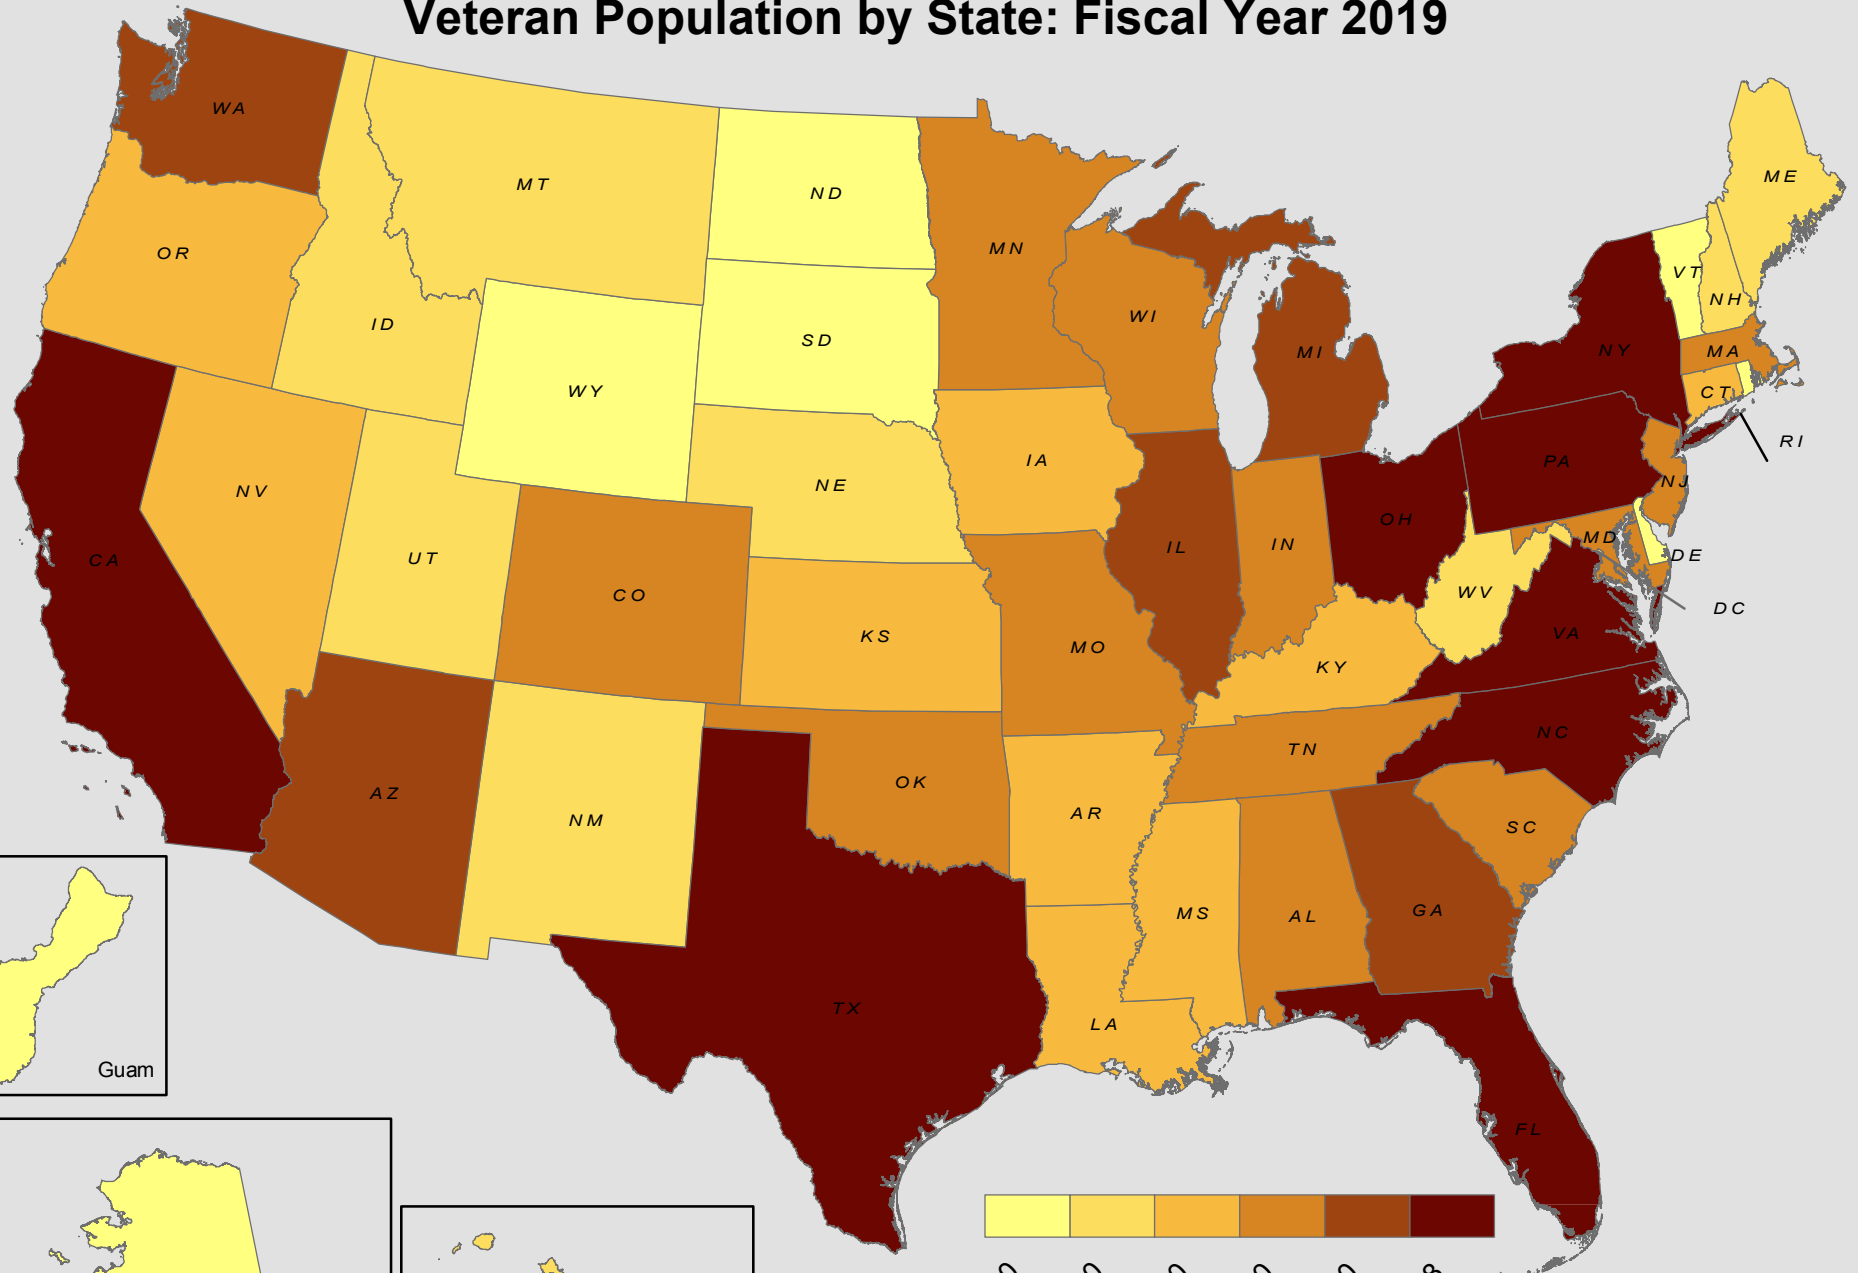 Veteran Population by State: Fiscal Year 2019
WA
MT
ND
MN
ME
OR
ID
SD
WI
VT
NH
WY
MI
NY
MA
CT
RI
NV
NE
IA
PA
NJ
CA
UT
CO
IL
IN
OH
MD
DE
WV
DC
KS
MO
KY
VA
AZ
NM
OK
AR
TN
NC
SC
MS
AL
GA
TX
LA
FL
Guam